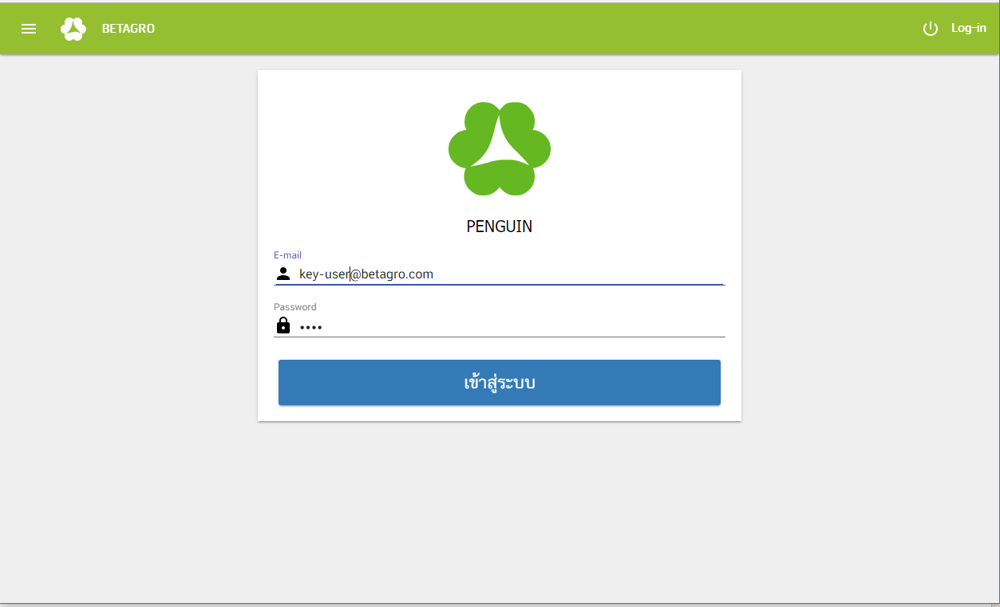 BETAGRO
Log-in
PENGUIN
E-mail
key-user@betagro.com
Password
••••
เข้าสู่ระบบ